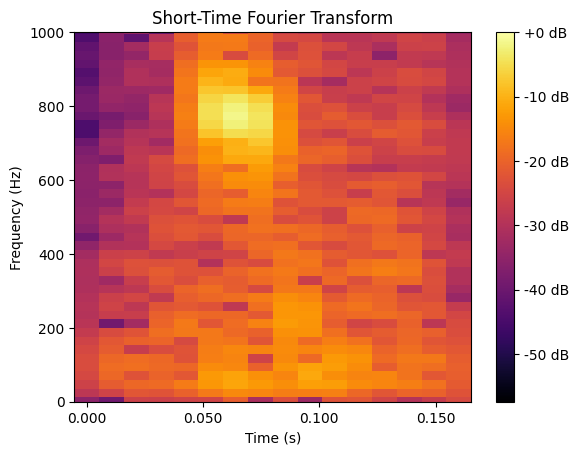 Short-Time Fourier Transform
1000
800
600
400
200
0
Frequency (Hz)
0.000
0.050
0.100
0.150
Time (s)
+0 dB
-10 dB
-20 dB
-30 dB
-40 dB
-50 dB